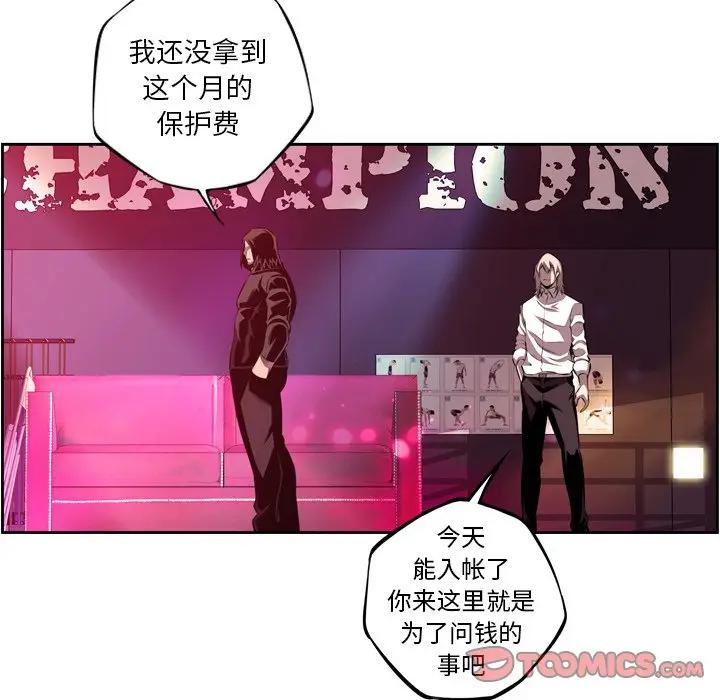 我还没拿到
这个月的
保护费
CHAMPION
今天
能入帐了
你来这里就是
为了问钱的
事吧
TOOMICS.COM